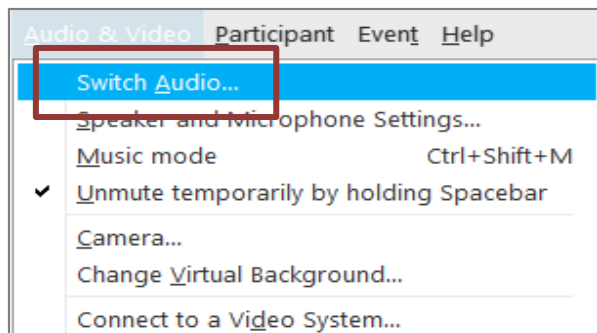 Audio & Video Participant Event Help
Switch Audio...
Speaker and Microphone Settings...
Music mode Ctrl+Shift+M
Unmute temporarily by holding Spacebar
Camera...
Change Virtual Background...
Connect to a Video System...